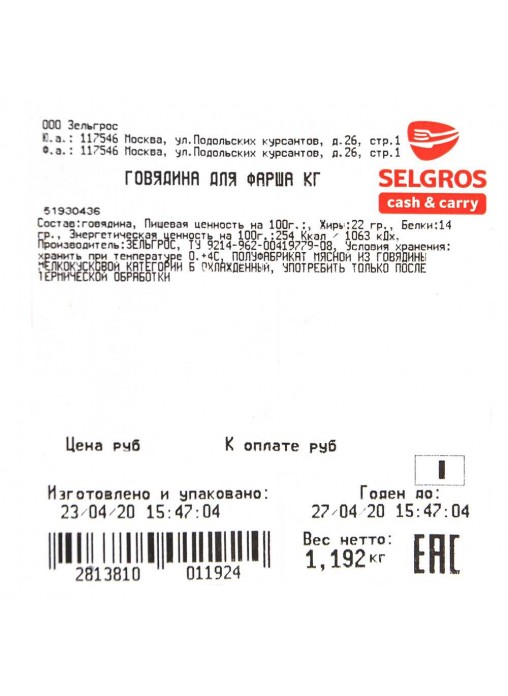 ООО Зельгрос
Ю.а.: 117546 Москва, ул.Подольских курсантов, д.26, стр.1
Ф.а.: 117546 Москва, ул.Подольских курсантов, д.26, стр.1
ГОВЯДИНА ДЛЯ ФАРША КГ
SELGROS
cash & carry
51930436
Состав:говядина, Пищевая ценность на 100г.:, Жиры:22 гр., Белки:14
гр., Энергетическая ценность на 100г.:254 Ккал / 1063 кДж,
Производитель:ЗЕЛЬГРОС, ТУ 9214-962-00419779-08, Условия хранения:
хранить при температуре 0.+4С, ПОЛУФАБРИКАТ МЯСНОЙ ИЗ ГОВЯДИНЫ
МЕЛКОКУСКОВОЙ КАТЕГОРИИ Б ОХЛАЖДЕННЫЙ, УПОТРЕБИТЬ ТОЛЬКО ПОСЛЕ
ТЕРМИЧЕСКОЙ ОБРАБОТКИ
Цена руб К оплате руб
Изготовлено и упаковано: Годен до:
23/04/20 15:47:04 27/04/20 15:47:04
Вес нетто:
1,192кг
EAC
2813810 011924